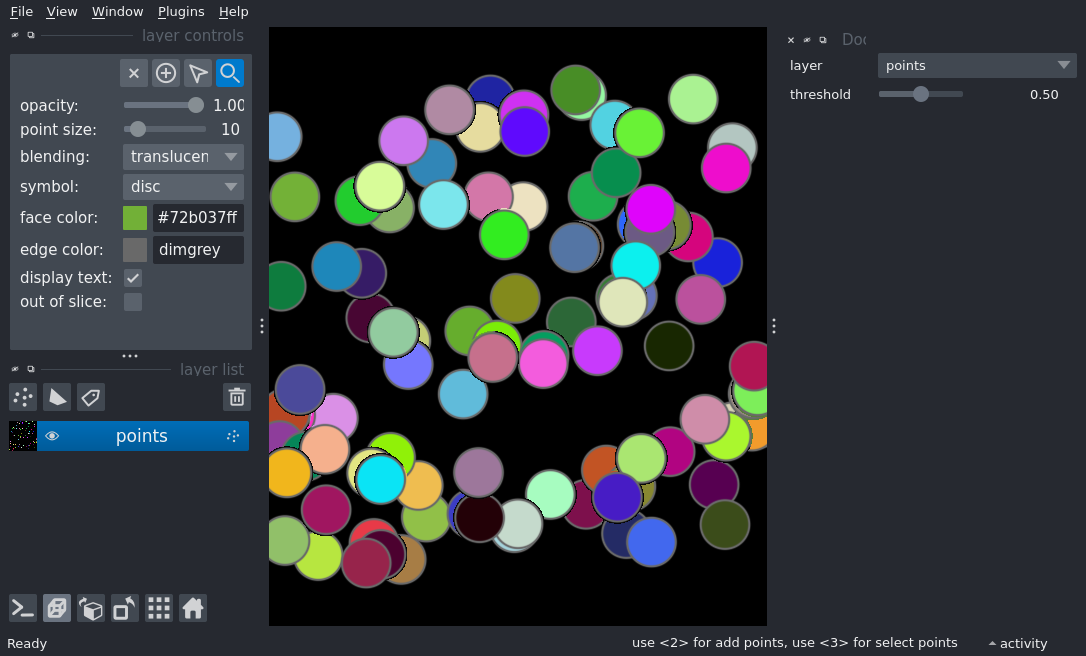 File View Window Plugins Help
layer controls
opacity: 1.00
point size: 10
blending: translucen
symbol: disc
face color: #72b037ff
edge color: dimgrey
display text:
out of slice:
layer list
points
Doc
layer points
threshold 0.50
Ready use <2> for add points, use <3> for select points activity